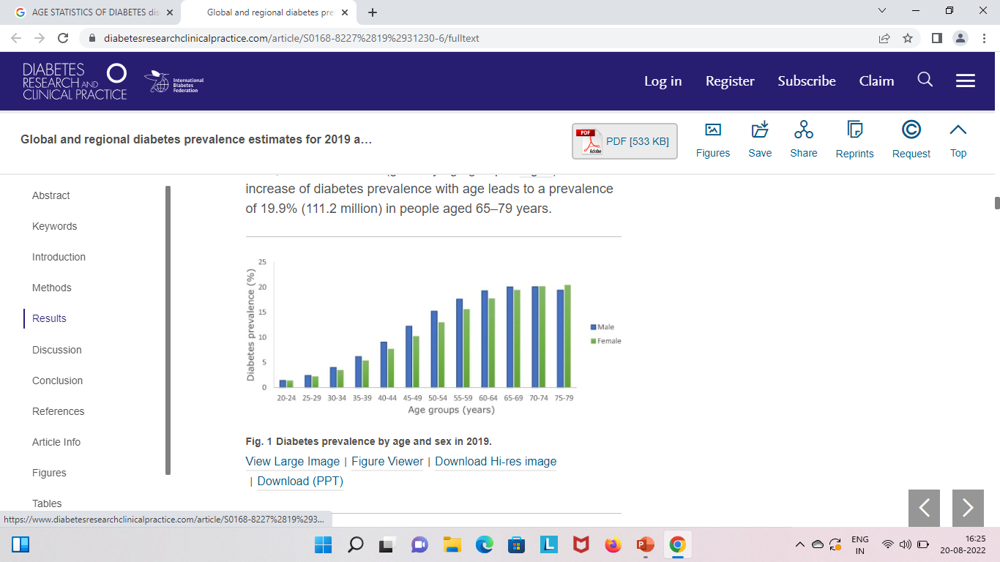 AGE STATISTICS OF DIABETES dis
Global and regional diabetes pre
diabetesresearchclinicalpractice.com/article/S0168-8227%2819%2931230-6/fulltext
DIABETES
RESEARCH AND
CLINICAL PRACTICE
International
Diabetes
Federation
Log in Register Subscribe Claim
Global and regional diabetes prevalence estimates for 2019 a...
PDF
Adobe
PDF [533 KB]
Figures Save Share Reprints Request Top
Abstract
Keywords
Introduction
Methods
Results
Discussion
Conclusion
References
Article Info
Figures
Tables
increase of diabetes prevalence with age leads to a prevalence
of 19.9% (111.2 million) in people aged 65–79 years.
Diabetes prevalence (%)
25
20
15
10
5
0
20-24 25-29 30-34 35-39 40-44 45-49 50-54 55-59 60-64 65-69 70-74 75-79
Age groups (years)
Male
Female
Fig. 1 Diabetes prevalence by age and sex in 2019.
View Large Image | Figure Viewer | Download Hi-res image
| Download (PPT)
https://www.diabetesresearchclinicalpractice.com/article/S0168-8227%2819%293...
ENG
IN
16:25
20-08-2022